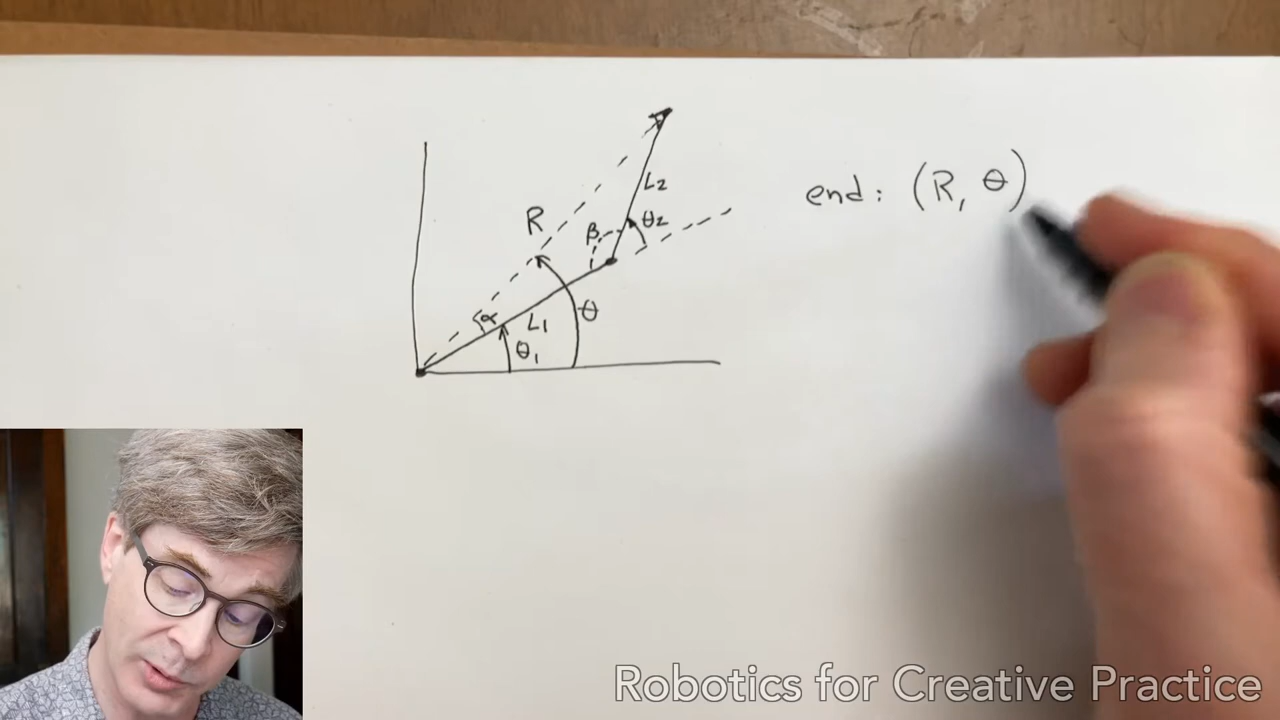 end: (R, θ)
R
L2
β
θ2
α
L1
θ
θ1
Robotics for Creative Practice